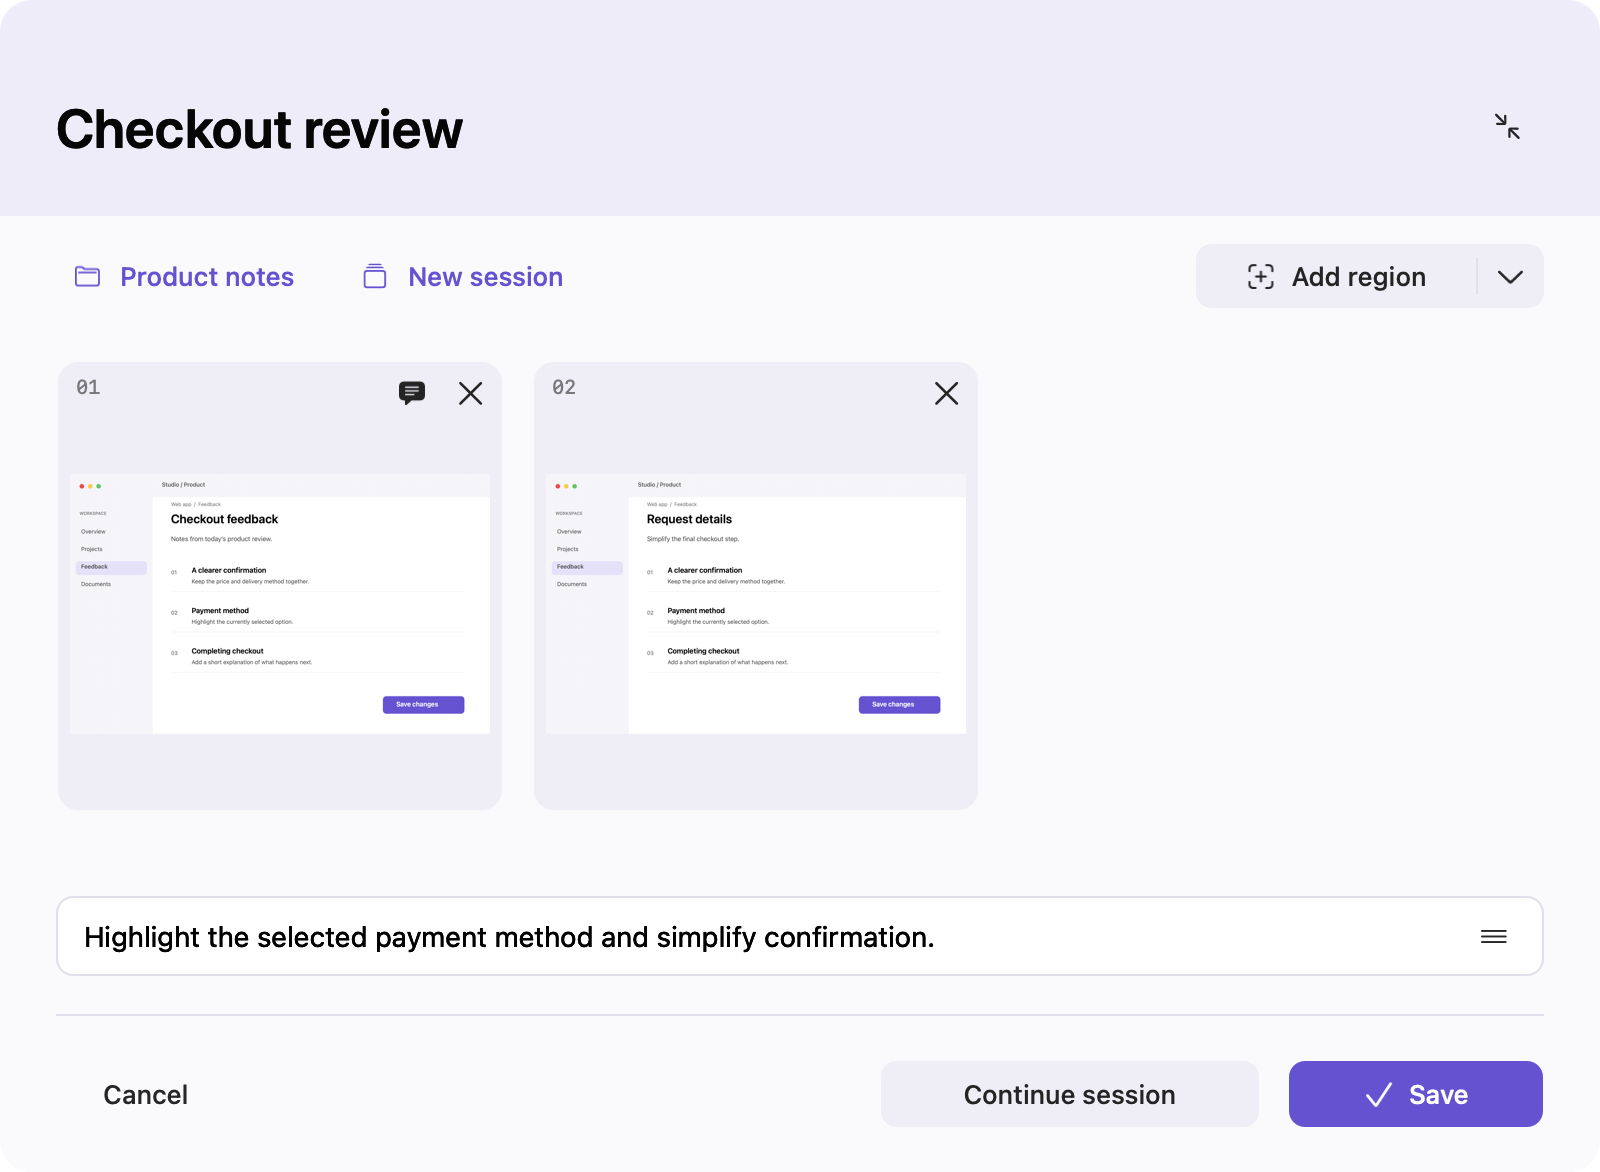 Checkout review
Product notes
New session
Add region
01
Studio / Product
WORKSPACE
Overview
Projects
Feedback
Documents
Web app / Feedback
Checkout feedback
Notes from today's product review.
01
A clearer confirmation
Keep the price and delivery method together.
02
Payment method
Highlight the currently selected option.
03
Completing checkout
Add a short explanation of what happens next.
Save changes
02
Studio / Product
WORKSPACE
Overview
Projects
Feedback
Documents
Web app / Feedback
Request details
Simplify the final checkout step.
01
A clearer confirmation
Keep the price and delivery method together.
02
Payment method
Highlight the currently selected option.
03
Completing checkout
Add a short explanation of what happens next.
Save changes
Highlight the selected payment method and simplify confirmation.
Cancel
Continue session
Save